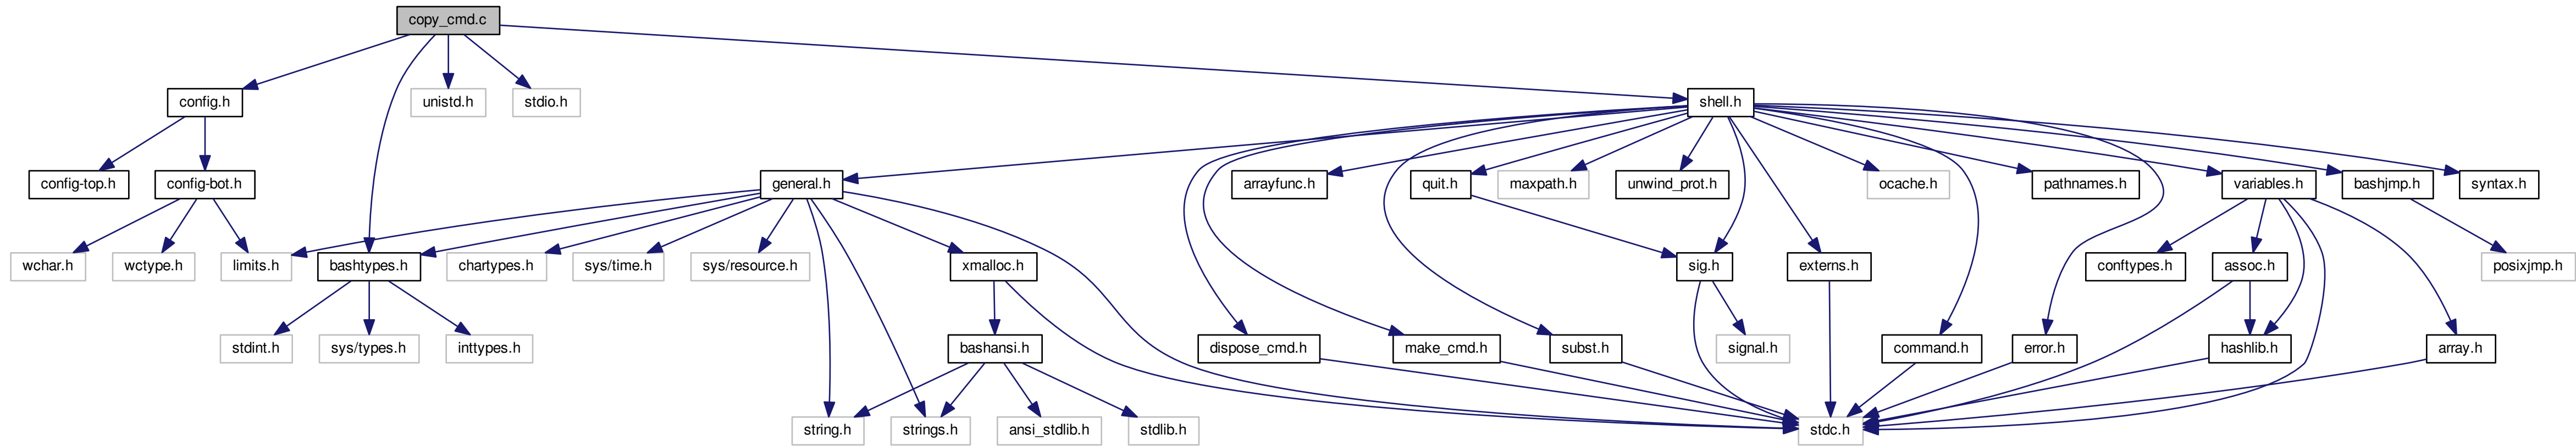 copy_cmd.c
config.h
unistd.h
stdio.h
shell.h
config-top.h
config-bot.h
general.h
arrayfunc.h
quit.h
maxpath.h
unwind_prot.h
ocache.h
pathnames.h
variables.h
bashjmp.h
syntax.h
wchar.h
wctype.h
limits.h
bashtypes.h
chartypes.h
sys/time.h
sys/resource.h
xmalloc.h
sig.h
externs.h
conftypes.h
assoc.h
posixjmp.h
stdint.h
sys/types.h
inttypes.h
bashansi.h
dispose_cmd.h
make_cmd.h
subst.h
signal.h
command.h
error.h
hashlib.h
array.h
string.h
strings.h
ansi_stdlib.h
stdlib.h
stdc.h